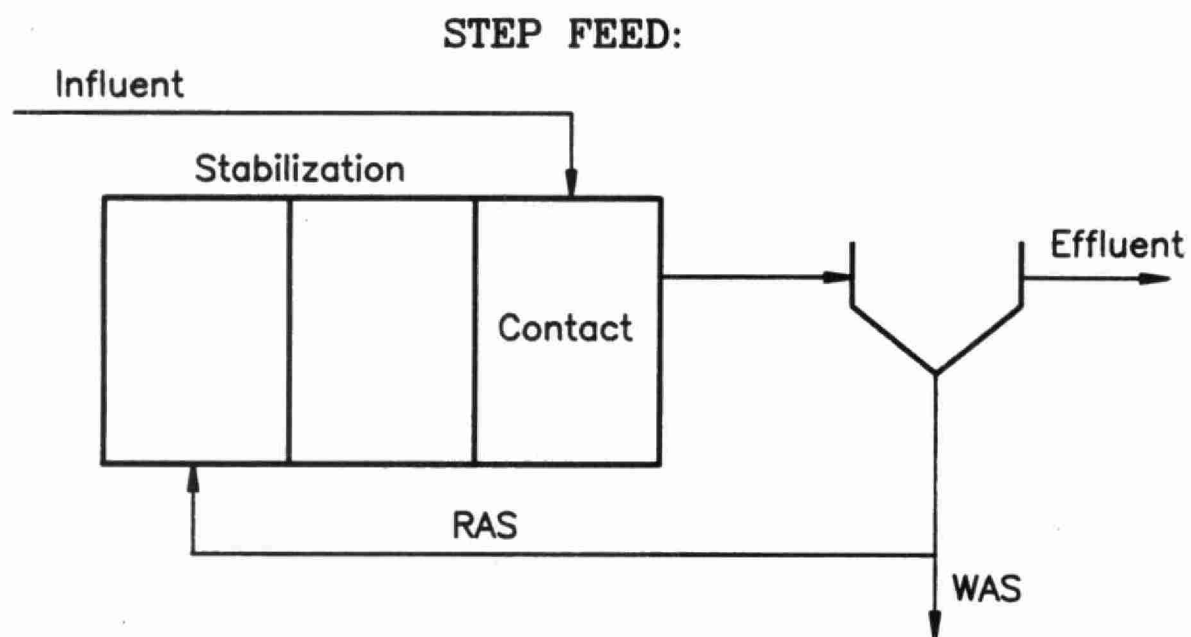 STEP FEED:
Influent
Stabilization
Effluent
Contact
RAS
WAS